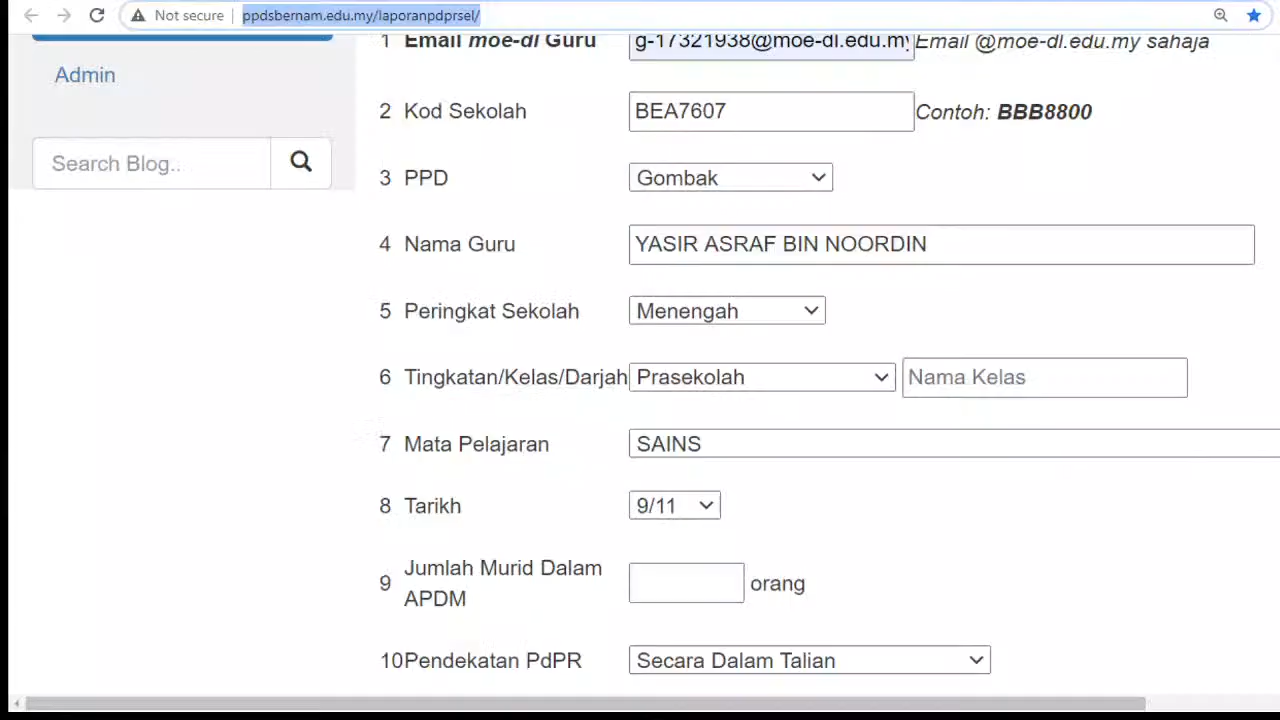 Not secure ppdsbernam.edu.my/laporanpdprsel/
Admin
Search Blog..
1 Email moe-dl Guru g-17321938@moe-dl.edu.my Email @moe-dl.edu.my sahaja
2 Kod Sekolah BEA7607 Contoh: BBB8800
3 PPD Gombak
4 Nama Guru YASIR ASRAF BIN NOORDIN
5 Peringkat Sekolah Menengah
6 Tingkatan/Kelas/Darjah Prasekolah Nama Kelas
7 Mata Pelajaran SAINS
8 Tarikh 9/11
9 Jumlah Murid Dalam
APDM orang
10 Pendekatan PdPR Secara Dalam Talian